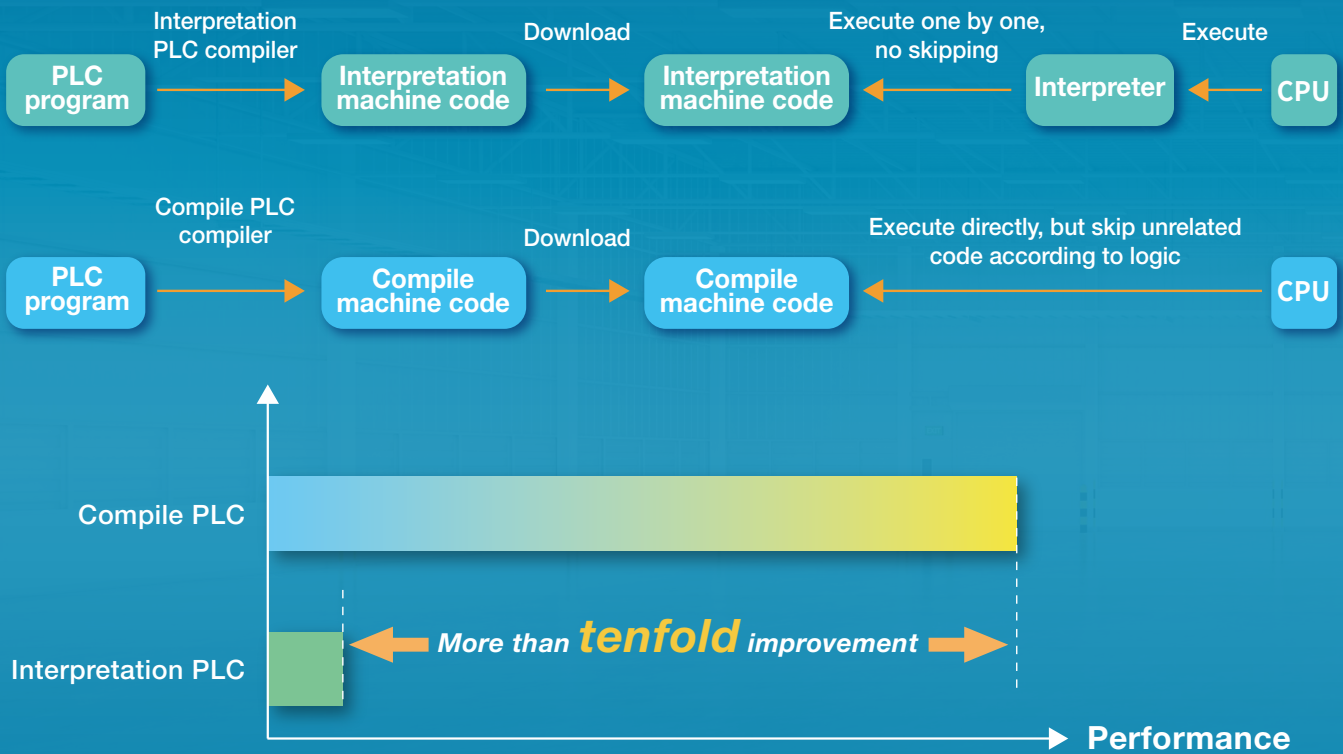 Interpretation
PLC compiler
Download
Execute one by one,
no skipping
Execute
PLC
program
Interpretation
machine code
Interpretation
machine code
Interpreter
CPU
Compile PLC
compiler
Download
Execute directly, but skip unrelated
code according to logic
PLC
program
Compile
machine code
Compile
machine code
CPU
Compile PLC
More than tenfold improvement
Interpretation PLC
Performance